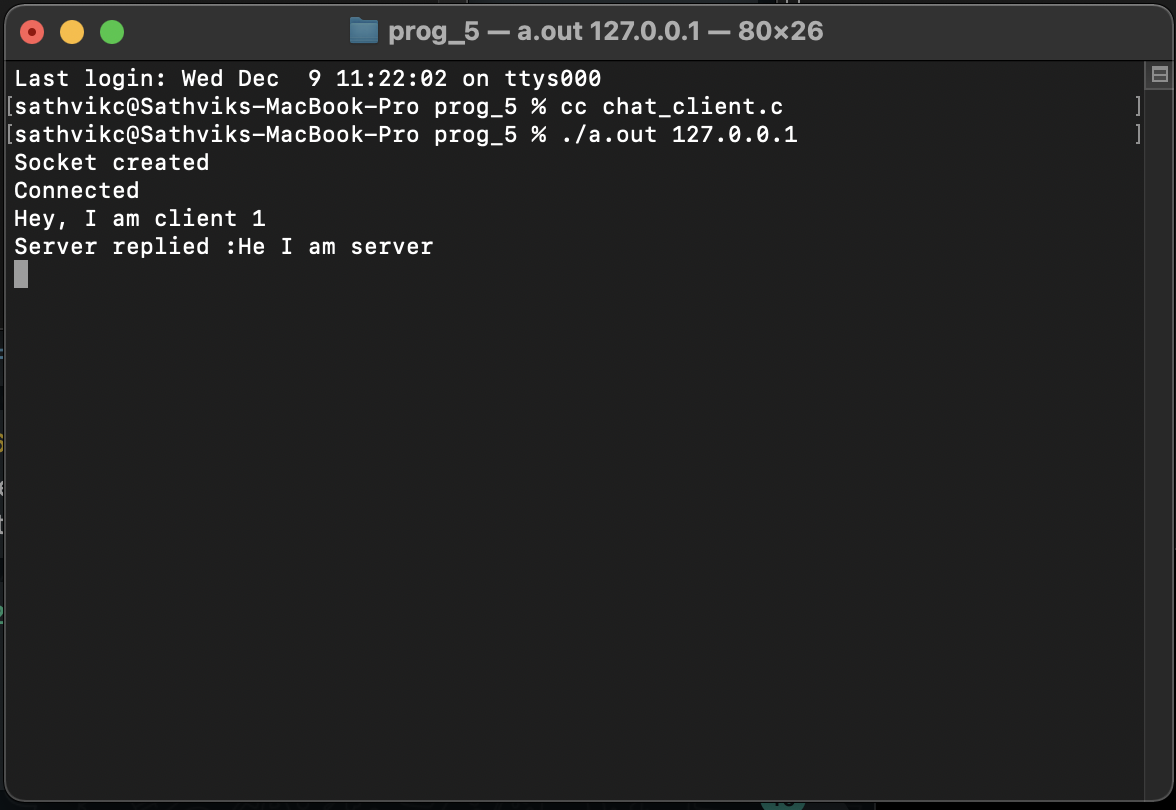 prog_5 — a.out 127.0.0.1 — 80×26
Last login: Wed Dec  9 11:22:02 on ttys000
[sathvikc@Sathviks-MacBook-Pro prog_5 % cc chat_client.c ]
[sathvikc@Sathviks-MacBook-Pro prog_5 % ./a.out 127.0.0.1 ]
Socket created
Connected
Hey, I am client 1
Server replied :He I am server